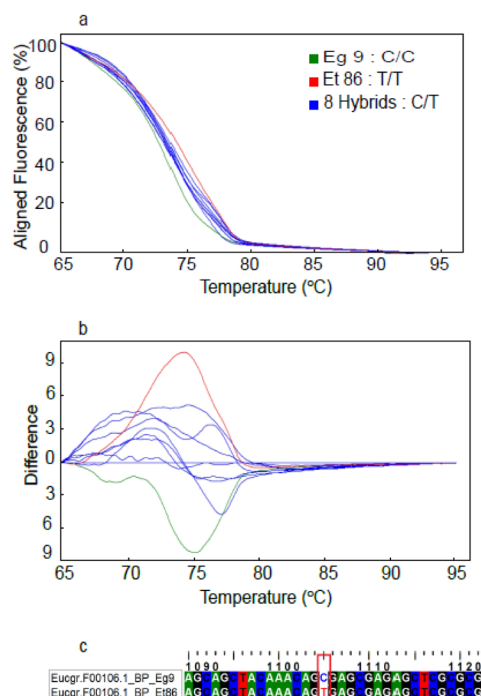 a
100
80
60
40
20
0
Aligned Fluorescence (%)
Eg 9 : C/C
Et 86 : T/T
8 Hybrids : C/T
65 70 75 80 85 90 95
Temperature (°C)
b
9
6
3
0
3
6
9
Difference
65 70 75 80 85 90 95
Temperature (°C)
c
1090 1100 1110 1120
Eucgr.F00106.1_BP_Eg9 AGCAGCTACAAACAGCGAGCGAGAGCTCGCGCG
Eucgr.F00106.1_BP_Et86 AGCAGCTACAAACAGTGAGCGAGAGCTCGCGCG